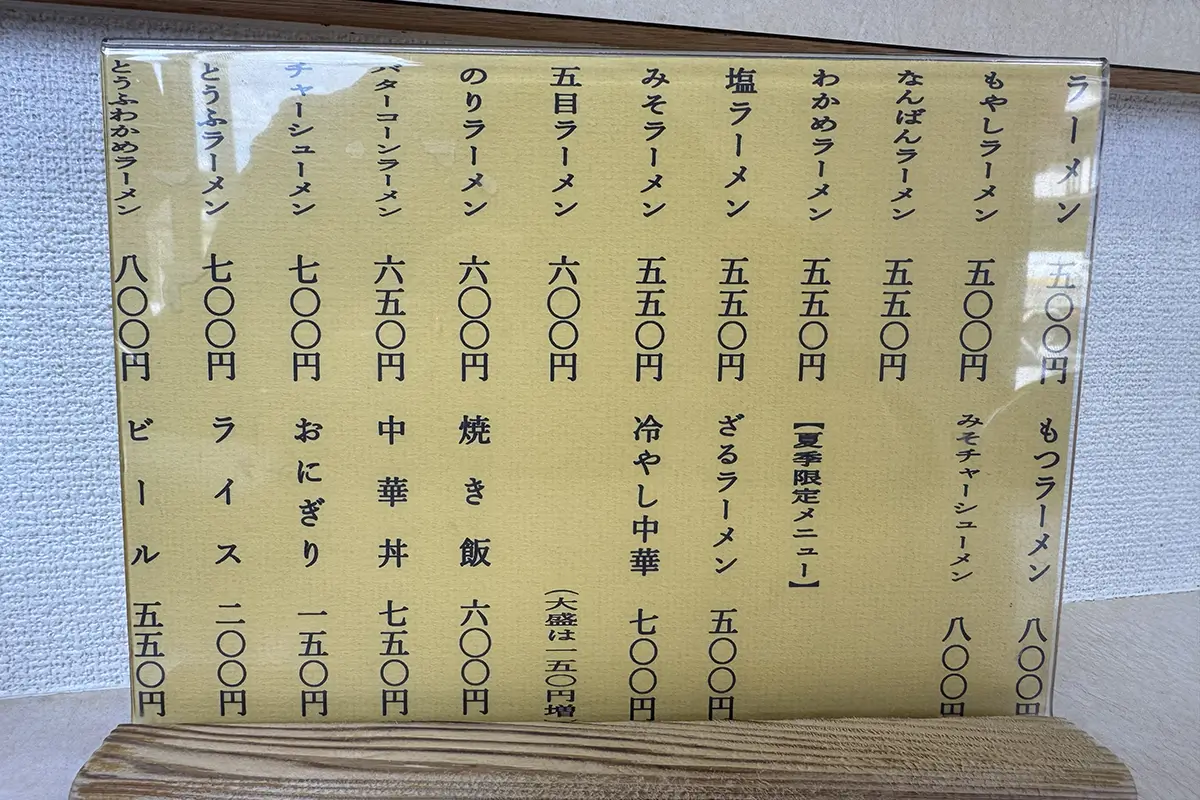 ラーメン 五〇〇円
もやしラーメン 五〇〇円
なんばんラーメン 五五〇円
わかめラーメン 五五〇円
塩ラーメン 五五〇円
みそラーメン 五五〇円
五目ラーメン 六〇〇円
のりラーメン 六〇〇円
バターコーンラーメン 六五〇円
チャーシューメン 七〇〇円
とうふラーメン 七〇〇円
とうふわかめラーメン 八〇〇円
もつラーメン 八〇〇円
みそチャーシューメン 八〇〇円
【夏季限定メニュー】
ざるラーメン 五〇〇円
冷やし中華 七〇〇円
(大盛は一五〇円増)
焼き飯 六〇〇円
中華丼 七五〇円
おにぎり 一五〇円
ライス 二〇〇円
ビール 五五〇円